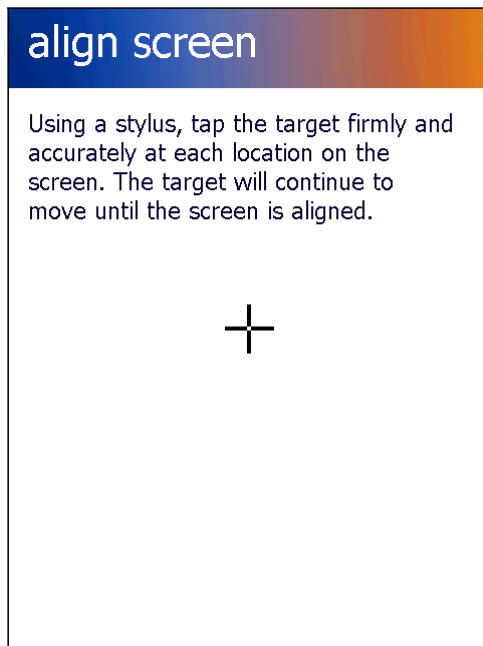 align screen
Using a stylus, tap the target firmly and
accurately at each location on the
screen. The target will continue to
move until the screen is aligned.